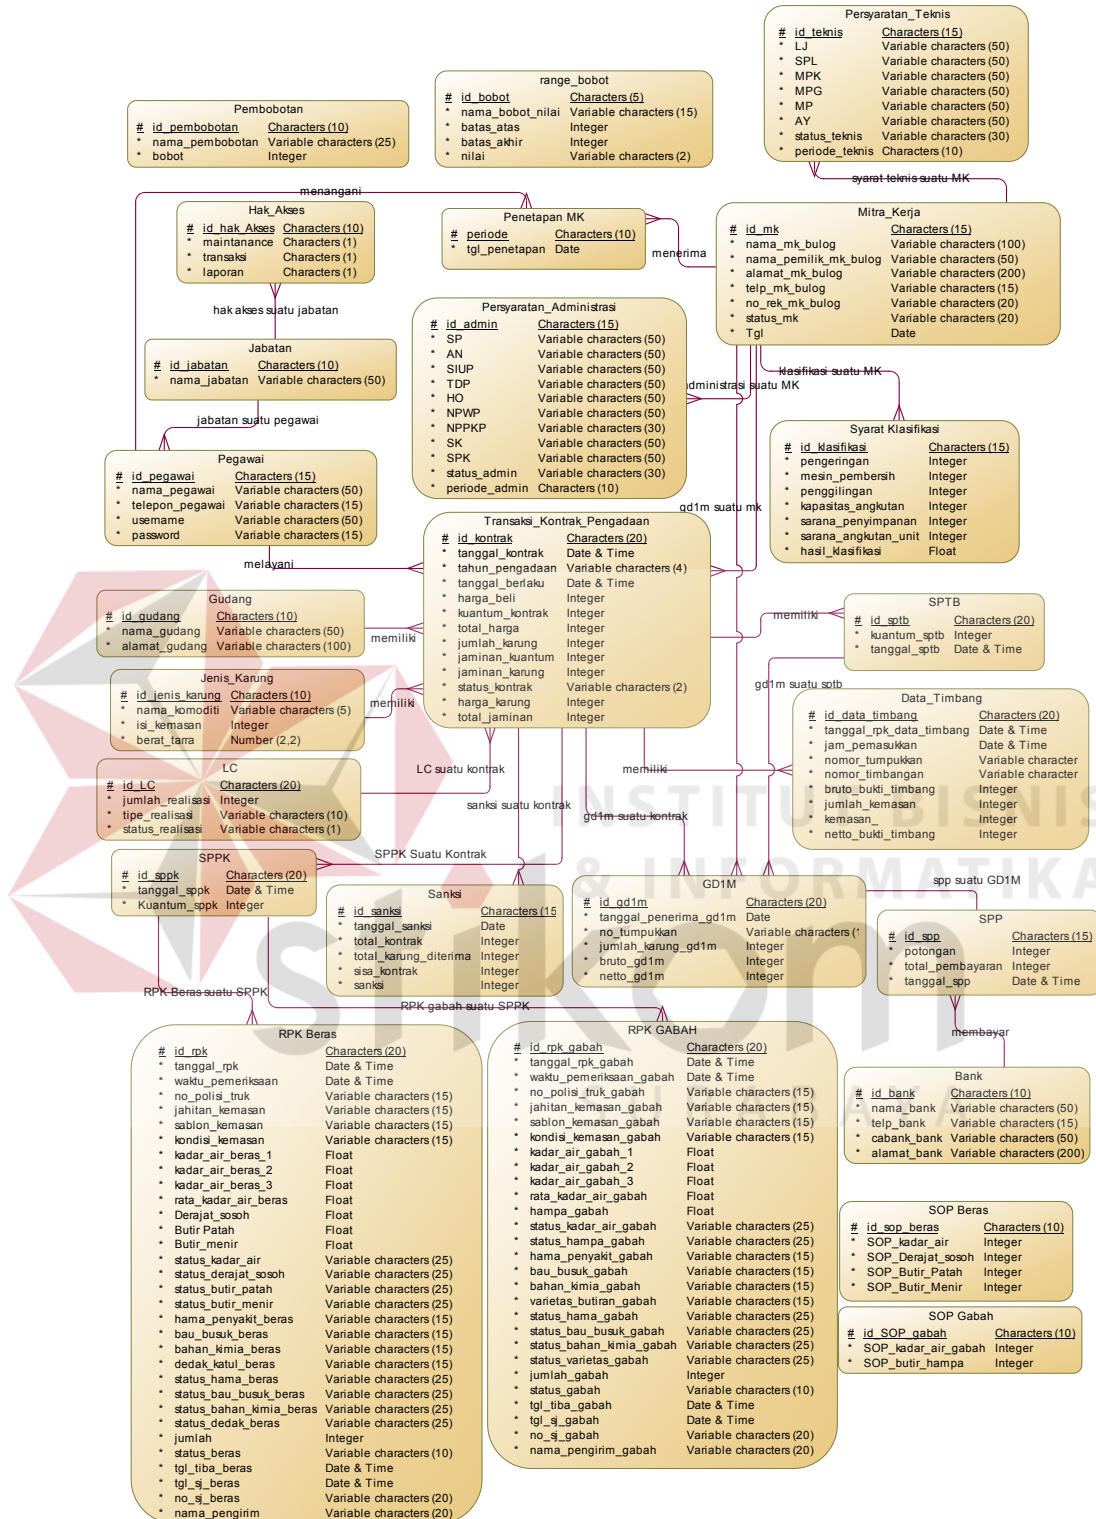 Persyaratan_Teknis
# id_teknis Characters (15)
* LJ Variable characters (50)
* SPL Variable characters (50)
* MPK Variable characters (50)
* MPG Variable characters (50)
* MP Variable characters (50)
* AY Variable characters (50)
* status_teknis Variable characters (30)
* periode_teknis Characters (10)
range_bobot
# id_bobot Characters (5)
* nama_bobot_nilai Variable characters (15)
* batas_atas Integer
* batas_akhir Integer
* nilai Variable characters (2)
Pembobotan
# id_pembobotan Characters (10)
* nama_pembobotan Variable characters (25)
* bobot Integer
syarat teknis suatu MK
menangani
Hak_Akses
# id_hak_Akses Characters (10)
* maintanance Characters (1)
* transaksi Characters (1)
* laporan Characters (1)
Penetapan MK
# periode Characters (10)
* tgl_penetapan Date
menerima
Mitra_Kerja
# id_mk Characters (15)
* nama_mk_bulog Variable characters (100)
* nama_pemilik_mk_bulog Variable characters (50)
* alamat_mk_bulog Variable characters (200)
* telp_mk_bulog Variable characters (15)
* no_rek_mk_bulog Variable characters (20)
* status_mk Variable characters (20)
* Tgl Date
hak akses suatu jabatan
Persyaratan_Administrasi
# id_admin Characters (15)
* SP Variable characters (50)
* AN Variable characters (50)
* SIUP Variable characters (50)
* TDP Variable characters (50)
* HO Variable characters (50)
* NPWP Variable characters (50)
* NPPKP Variable characters (30)
* SK Variable characters (50)
* SPK Variable characters (50)
* status_admin Variable characters (30)
* periode_admin Characters (10)
Jabatan
# id_jabatan Characters (10)
* nama_jabatan Variable characters (50)
administrasi suatu MK
klasifikasi suatu MK
jabatan suatu pegawai
Syarat Klasifikasi
# id_klasifikasi Characters (15)
* pengeringan Integer
* mesin_pembersih Integer
* penggilingan Integer
* kapasitas_angkutan Integer
* sarana_penyimpanan Integer
* sarana_angkutan_unit Integer
* hasil_klasifikasi Float
Pegawai
# id_pegawai Characters (15)
* nama_pegawai Variable characters (50)
* telepon_pegawai Variable characters (15)
* username Variable characters (50)
* password Variable characters (15)
gd1m suatu mk
melayani
Transaksi_Kontrak_Pengadaan
# id_kontrak Characters (20)
* tanggal_kontrak Date & Time
* tahun_pengadaan Variable characters (4)
* tanggal_berlaku Date & Time
* harga_beli Integer
* kuantum_kontrak Integer
* total_harga Integer
* jumlah_karung Integer
* jaminan_kuantum Integer
* jaminan_karung Integer
* status_kontrak Variable characters (2)
* harga_karung Integer
* total_jaminan Integer
Gudang
# id_gudang Characters (10)
* nama_gudang Variable characters (50)
* alamat_gudang Variable characters (100)
memiliki
memiliki
SPTB
# id_sptb Characters (20)
* kuantum_sptb Integer
* tanggal_sptb Date & Time
gd1m suatu sptb
Jenis_Karung
# id_jenis_karung Characters (10)
* nama_komoditi Variable characters (5)
* isi_kemasan Integer
* berat_tarra Number (2,2)
memiliki
Data_Timbang
# id_data_timbang Characters (20)
* tanggal_rpk_data_timbang Date & Time
* jam_pemasukkan Date & Time
* nomor_tumpukkan Variable character
* nomor_timbangan Variable character
* bruto_bukti_timbang Integer
* jumlah_kemasan Integer
* kemasan_ Integer
* netto_bukti_timbang Integer
memiliki
LC
# id_LC Characters (20)
* jumlah_realisasi Integer
* tipe_realisasi Variable characters (10)
* status_realisasi Variable characters (1)
LC suatu kontrak
sanksi suatu kontrak
gd1m suatu kontrak
INSTITUT BISNIS
& INFORMATIKA
stikom
SURABAYA
SPPK Suatu Kontrak
SPPK
# id_sppk Characters (20)
* tanggal_sppk Date & Time
* Kuantum_sppk Integer
Sanksi
# id_sanksi Characters (15
* tanggal_sanksi Date
* total_kontrak Integer
* total_karung_diterima Integer
* sisa_kontrak Integer
* sanksi Integer
GD1M
# id_gd1m Characters (20)
* tanggal_penerima_gd1m Date
* no_tumpukkan Variable characters (1
* jumlah_karung_gd1m Integer
* bruto_gd1m Integer
* netto_gd1m Integer
spp suatu GD1M
SPP
# id_spp Characters (15)
* potongan Integer
* total_pembayaran Integer
* tanggal_spp Date & Time
RPK Beras suatu SPPK
RPK gabah suatu SPPK
membayar
RPK Beras
# id_rpk Characters (20)
* tanggal_rpk Date & Time
* waktu_pemeriksaan Date & Time
* no_polisi_truk Variable characters (15)
* jahitan_kemasan Variable characters (15)
* sablon_kemasan Variable characters (15)
* kondisi_kemasan Variable characters (15)
* kadar_air_beras_1 Float
* kadar_air_beras_2 Float
* kadar_air_beras_3 Float
* rata_kadar_air_beras Float
* Derajat_sosoh Float
* Butir Patah Float
* Butir_menir Float
* status_kadar_air Variable characters (25)
* status_derajat_sosoh Variable characters (25)
* status_butir_patah Variable characters (25)
* status_butir_menir Variable characters (25)
* hama_penyakit_beras Variable characters (15)
* bau_busuk_beras Variable characters (15)
* bahan_kimia_beras Variable characters (15)
* dedak_katul_beras Variable characters (15)
* status_hama_beras Variable characters (25)
* status_bau_busuk_beras Variable characters (25)
* status_bahan_kimia_beras Variable characters (25)
* status_dedak_beras Variable characters (25)
* jumlah Integer
* status_beras Variable characters (10)
* tgl_tiba_beras Date & Time
* tgl_sj_beras Date & Time
* no_sj_beras Variable characters (20)
* nama_pengirim Variable characters (20)
RPK GABAH
# id_rpk_gabah Characters (20)
* tanggal_rpk_gabah Date & Time
* waktu_pemeriksaan_gabah Date & Time
* no_polisi_truk_gabah Variable characters (15)
* jahitan_kemasan_gabah Variable characters (15)
* sablon_kemasan_gabah Variable characters (15)
* kondisi_kemasan_gabah Variable characters (15)
* kadar_air_gabah_1 Float
* kadar_air_gabah_2 Float
* kadar_air_gabah_3 Float
* rata_kadar_air_gabah Float
* hampa_gabah Float
* status_kadar_air_gabah Variable characters (25)
* status_hampa_gabah Variable characters (25)
* hama_penyakit_gabah Variable characters (15)
* bau_busuk_gabah Variable characters (15)
* bahan_kimia_gabah Variable characters (15)
* varietas_butiran_gabah Variable characters (15)
* status_hama_gabah Variable characters (25)
* status_bau_busuk_gabah Variable characters (25)
* status_bahan_kimia_gabah Variable characters (25)
* status_varietas_gabah Variable characters (25)
* jumlah_gabah Integer
* status_gabah Variable characters (10)
* tgl_tiba_gabah Date & Time
* tgl_sj_gabah Date & Time
* no_sj_gabah Variable characters (20)
* nama_pengirim_gabah Variable characters (20)
Bank
# id_bank Characters (10)
* nama_bank Variable characters (50)
* telp_bank Variable characters (15)
* cabank_bank Variable characters (50)
* alamat_bank Variable characters (200)
SOP Beras
# id_sop_beras Characters (10)
* SOP_kadar_air Integer
* SOP_Derajat_sosoh Integer
* SOP_Butir_Patah Integer
* SOP_Butir_Menir Integer
SOP Gabah
# id_SOP_gabah Characters (10)
* SOP_kadar_air_gabah Integer
* SOP_butir_hampa Integer